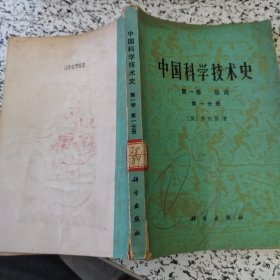 中国科学技术史
第一卷 总论
第一分册
〔英〕李约瑟 著
科学出版社
中国科学技术史
第一卷 第一分册
科学出版社